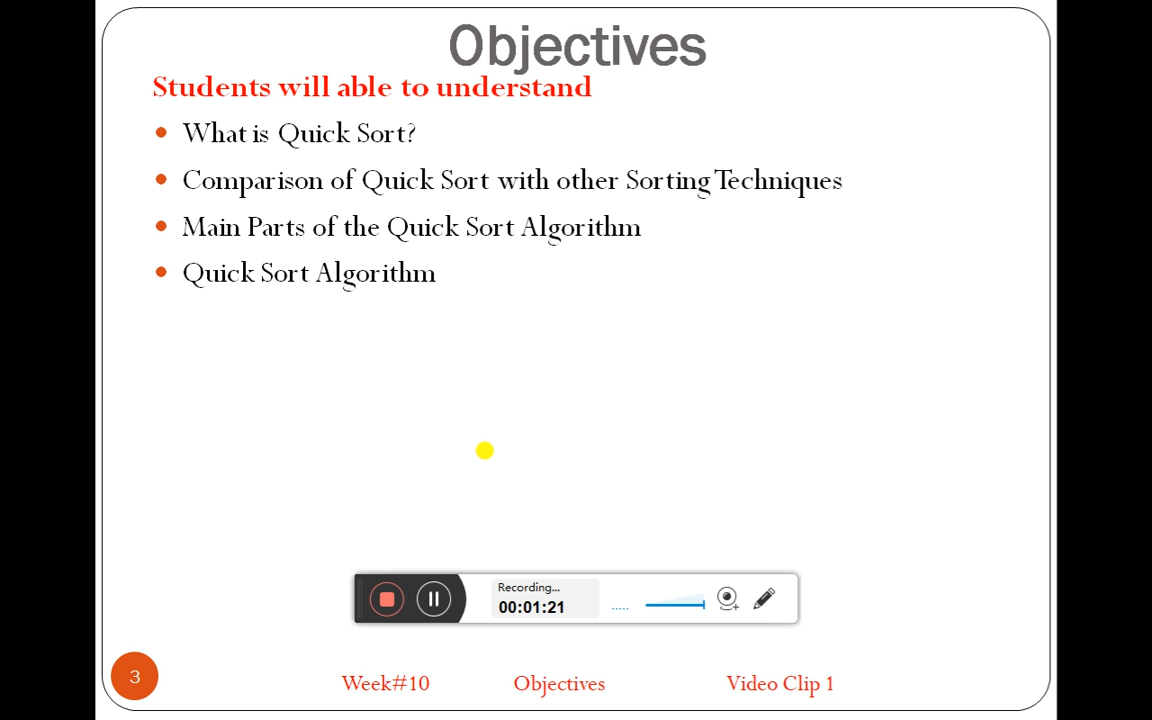 Objectives
Students will able to understand
What is Quick Sort?
Comparison of Quick Sort with other Sorting Techniques
Main Parts of the Quick Sort Algorithm
Quick Sort Algorithm
Recording...
00:01:21
3
Week#10 Objectives Video Clip 1